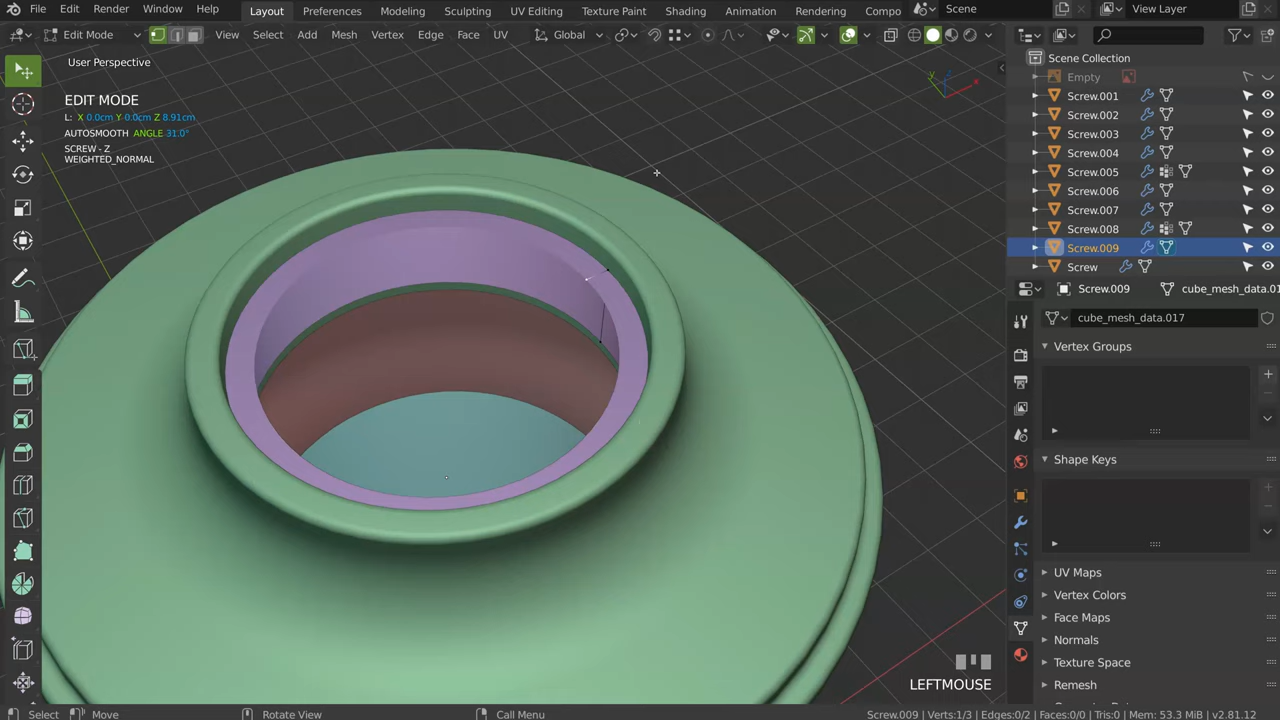 File Edit Render Window Help Layout Preferences Modeling Sculpting UV Editing Texture Paint Shading Animation Rendering Compo Scene View Layer
Edit Mode View Select Add Mesh Vertex Edge Face UV Global
User Perspective
EDIT MODE
L: X 0.0cm Y 0.0cm Z 8.91cm
AUTOSMOOTH ANGLE 31.0°
SCREW - Z
WEIGHTED_NORMAL
y
x
LEFTMOUSE
Scene Collection
Empty
Screw.001
Screw.002
Screw.003
Screw.004
Screw.005
Screw.006
Screw.007
Screw.008
Screw.009
Screw
Screw.009 cube_mesh_data.01
cube_mesh_data.017
Vertex Groups
Shape Keys
UV Maps
Vertex Colors
Face Maps
Normals
Texture Space
Remesh
Select Move Rotate View Call Menu Screw.009 | Verts:1/3 | Edges:0/2 | Faces:0/0 | Tris:0 | Mem: 53.3 MiB | v2.81.12